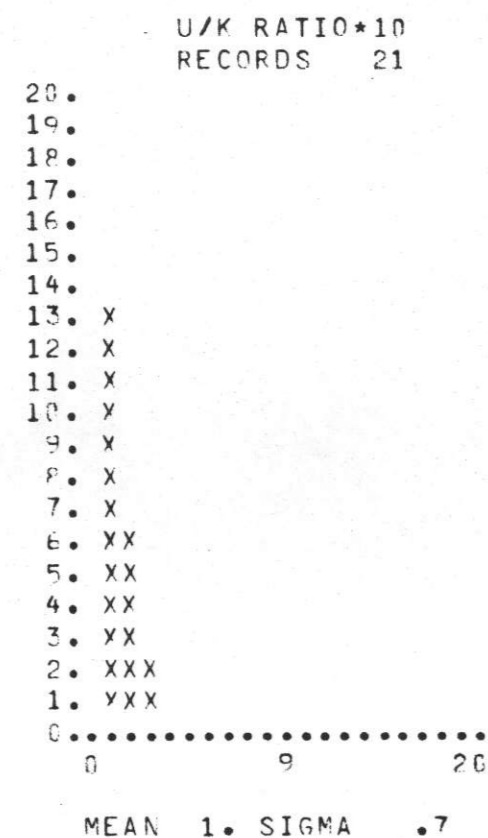 U/K RATIO*10
RECORDS 21
20.
19.
18.
17.
16.
15.
14.
13. X
12. X
11. X
10. X
9. X
8. X
7. X
6. XX
5. XX
4. XX
3. XX
2. XXX
1. XXX
0......................
0 9 20
MEAN 1. SIGMA .7